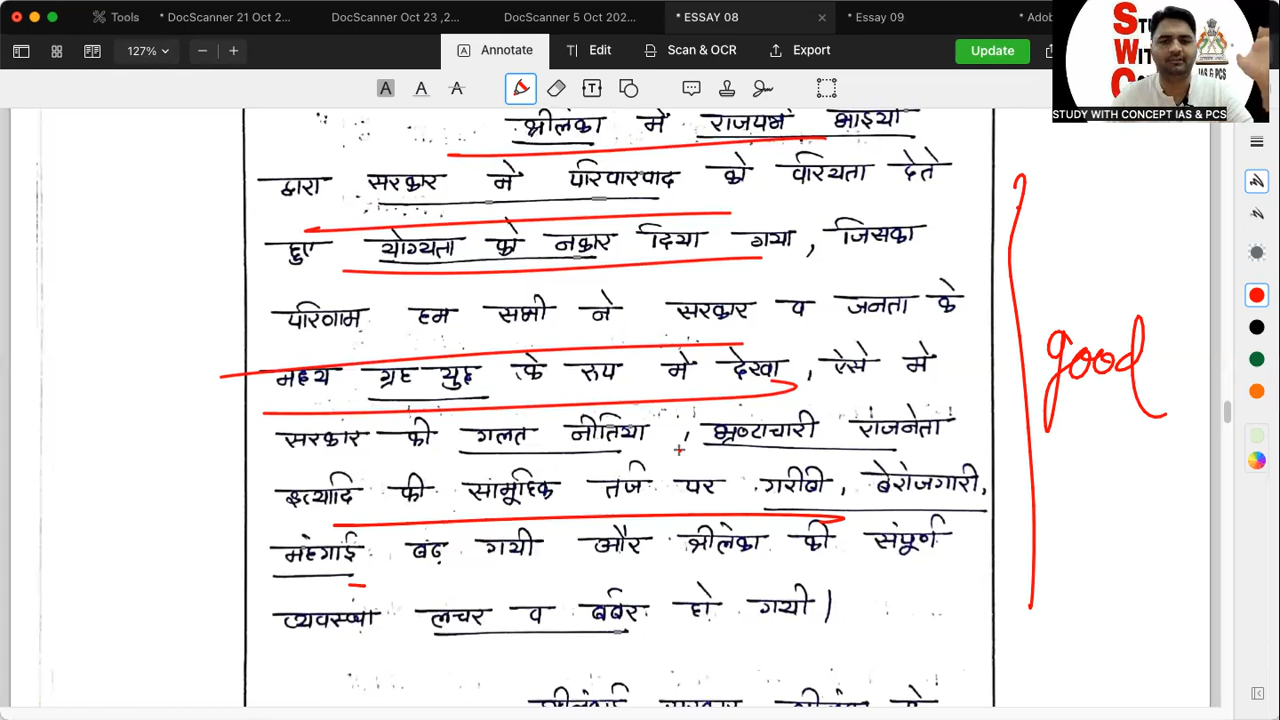 Tools
* DocScanner 21 Oct 2...
DocScanner Oct 23 ,2...
DocScanner 5 Oct 202...
* ESSAY 08
* Essay 09
* Adob
127%
Annotate
Edit
Scan & OCR
Export
Update
STUDY WITH CONCEPT IAS & PCS
श्रीलंका में राजपक्षे भाइयो
द्वारा सरकार ने परिवारवाद को वरियता देते
हुए योग्यता को नकार दिया गया, जिसका
परिणाम हम सभी ने सरकार व जनता के
मध्य ग्रह युद्ध के रुप में देखा, ऐसे में
सरकार की गलत नीतिया, भ्रष्टाचारी राजनेता
इत्यादि की सामूहिक तर्ज पर गरीबी, बेरोजगारी,
महंगाई बढ़ गयी और श्रीलंका की संपूर्ण
व्यवस्था लचर व बर्बर हो गयी।
good